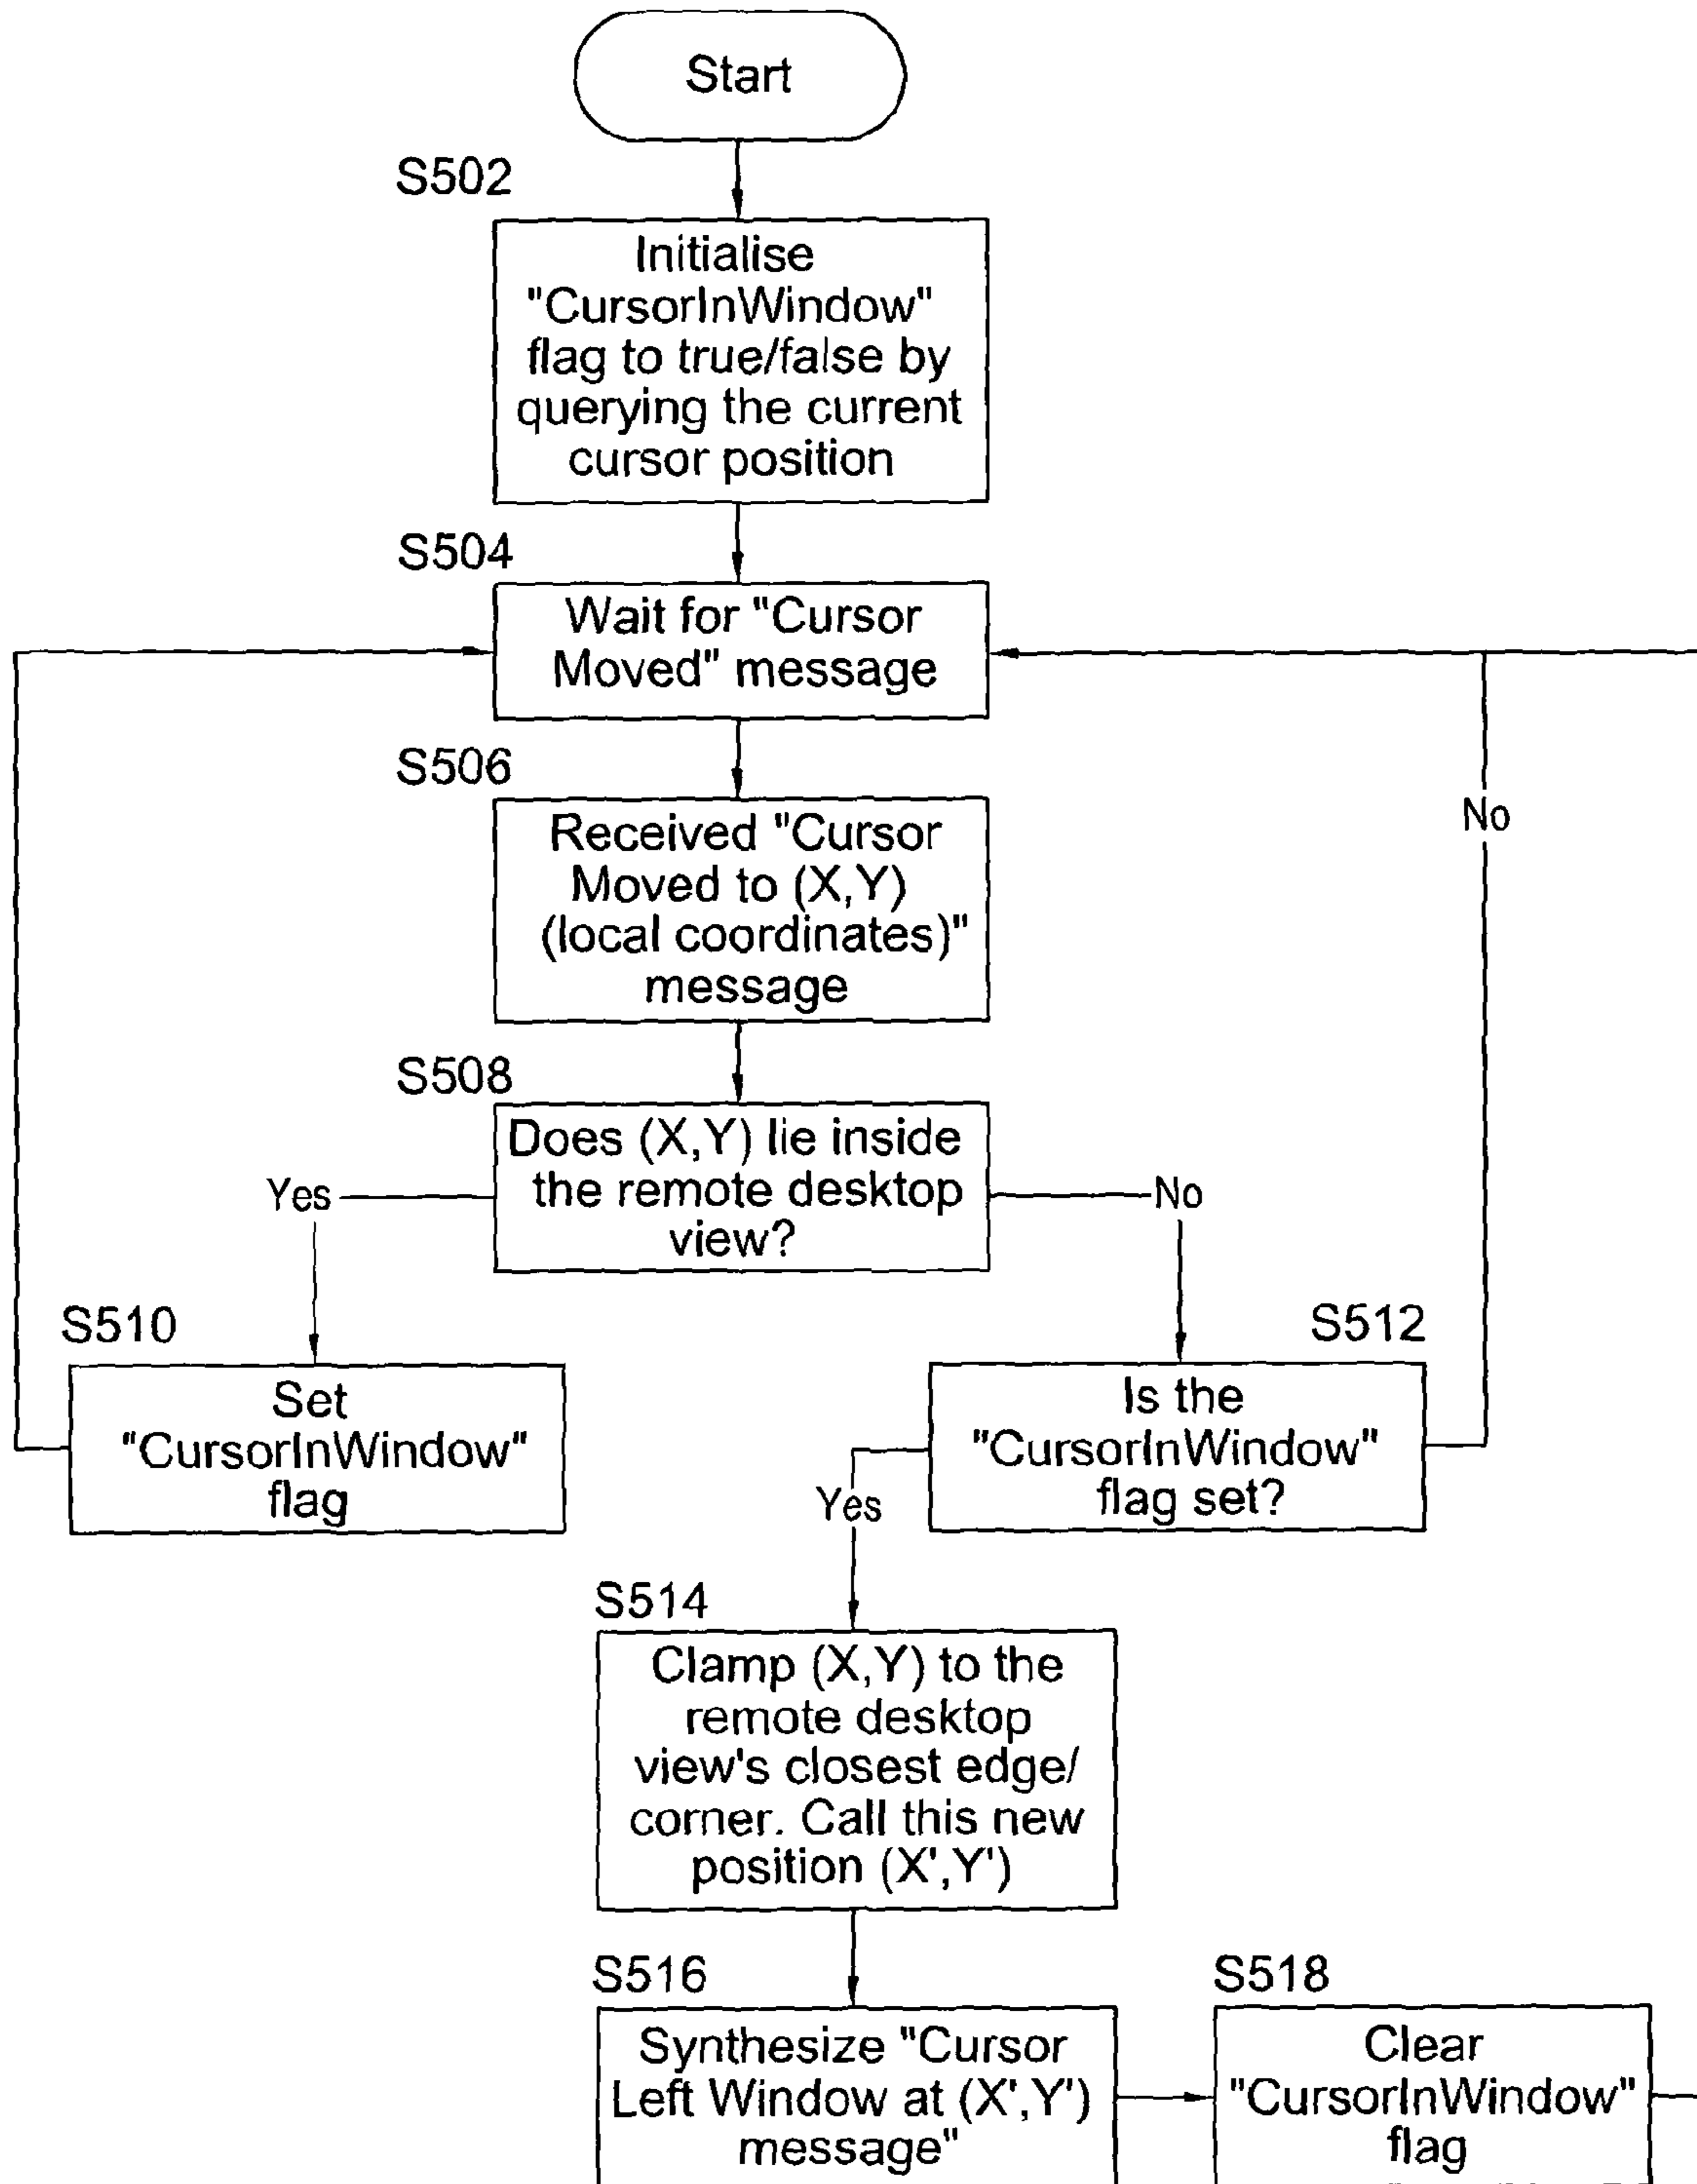 Start
S502
Initialise
"CursorInWindow"
flag to true/false by
querying the current
cursor position
S504
Wait for "Cursor
Moved" message
S506
Received "Cursor
Moved to (X,Y)
(local coordinates)"
message
No
S508
Does (X,Y) lie inside
the remote desktop
view?
Yes
No
S510
Set
"CursorInWindow"
flag
S512
Is the
"CursorInWindow"
flag set?
Yes
S514
Clamp (X,Y) to the
remote desktop
view's closest edge/
corner. Call this new
position (X',Y')
S516
Synthesize "Cursor
Left Window at (X',Y')
message"
S518
Clear
"CursorInWindow"
flag